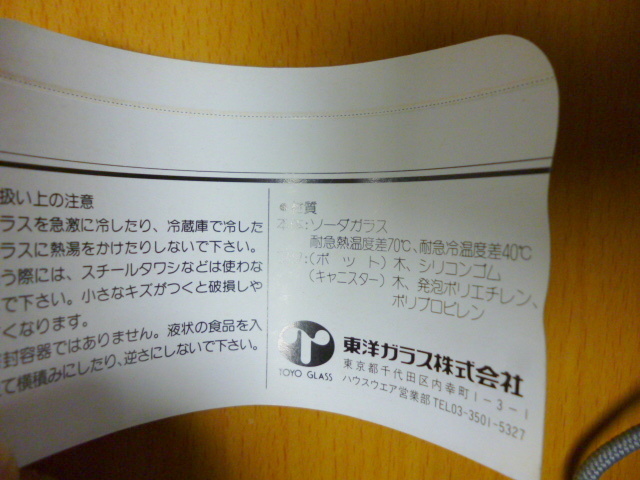 扱い上の注意
ラスを急激に冷したり、冷蔵庫で冷した
ラスに熱湯をかけたりしないで下さい。
う際には、スチールタワシなどは使わな
で下さい。小さなキズがつくと破損しや
くなります。
封容器ではありません。液状の食品を入
て横積みにしたり、逆さにしないで下さい。
質
:ソーダガラス
耐急熱温度差70℃、耐急冷温度差40℃
:(ポット)木、シリコンゴム
(キャニスター)木、発泡ポリエチレン、
ポリプロピレン
TOYO GLASS
東洋ガラス株式会社
東京都千代田区内幸町1-3-1
ハウスウエア営業部TEL03-3501-5327